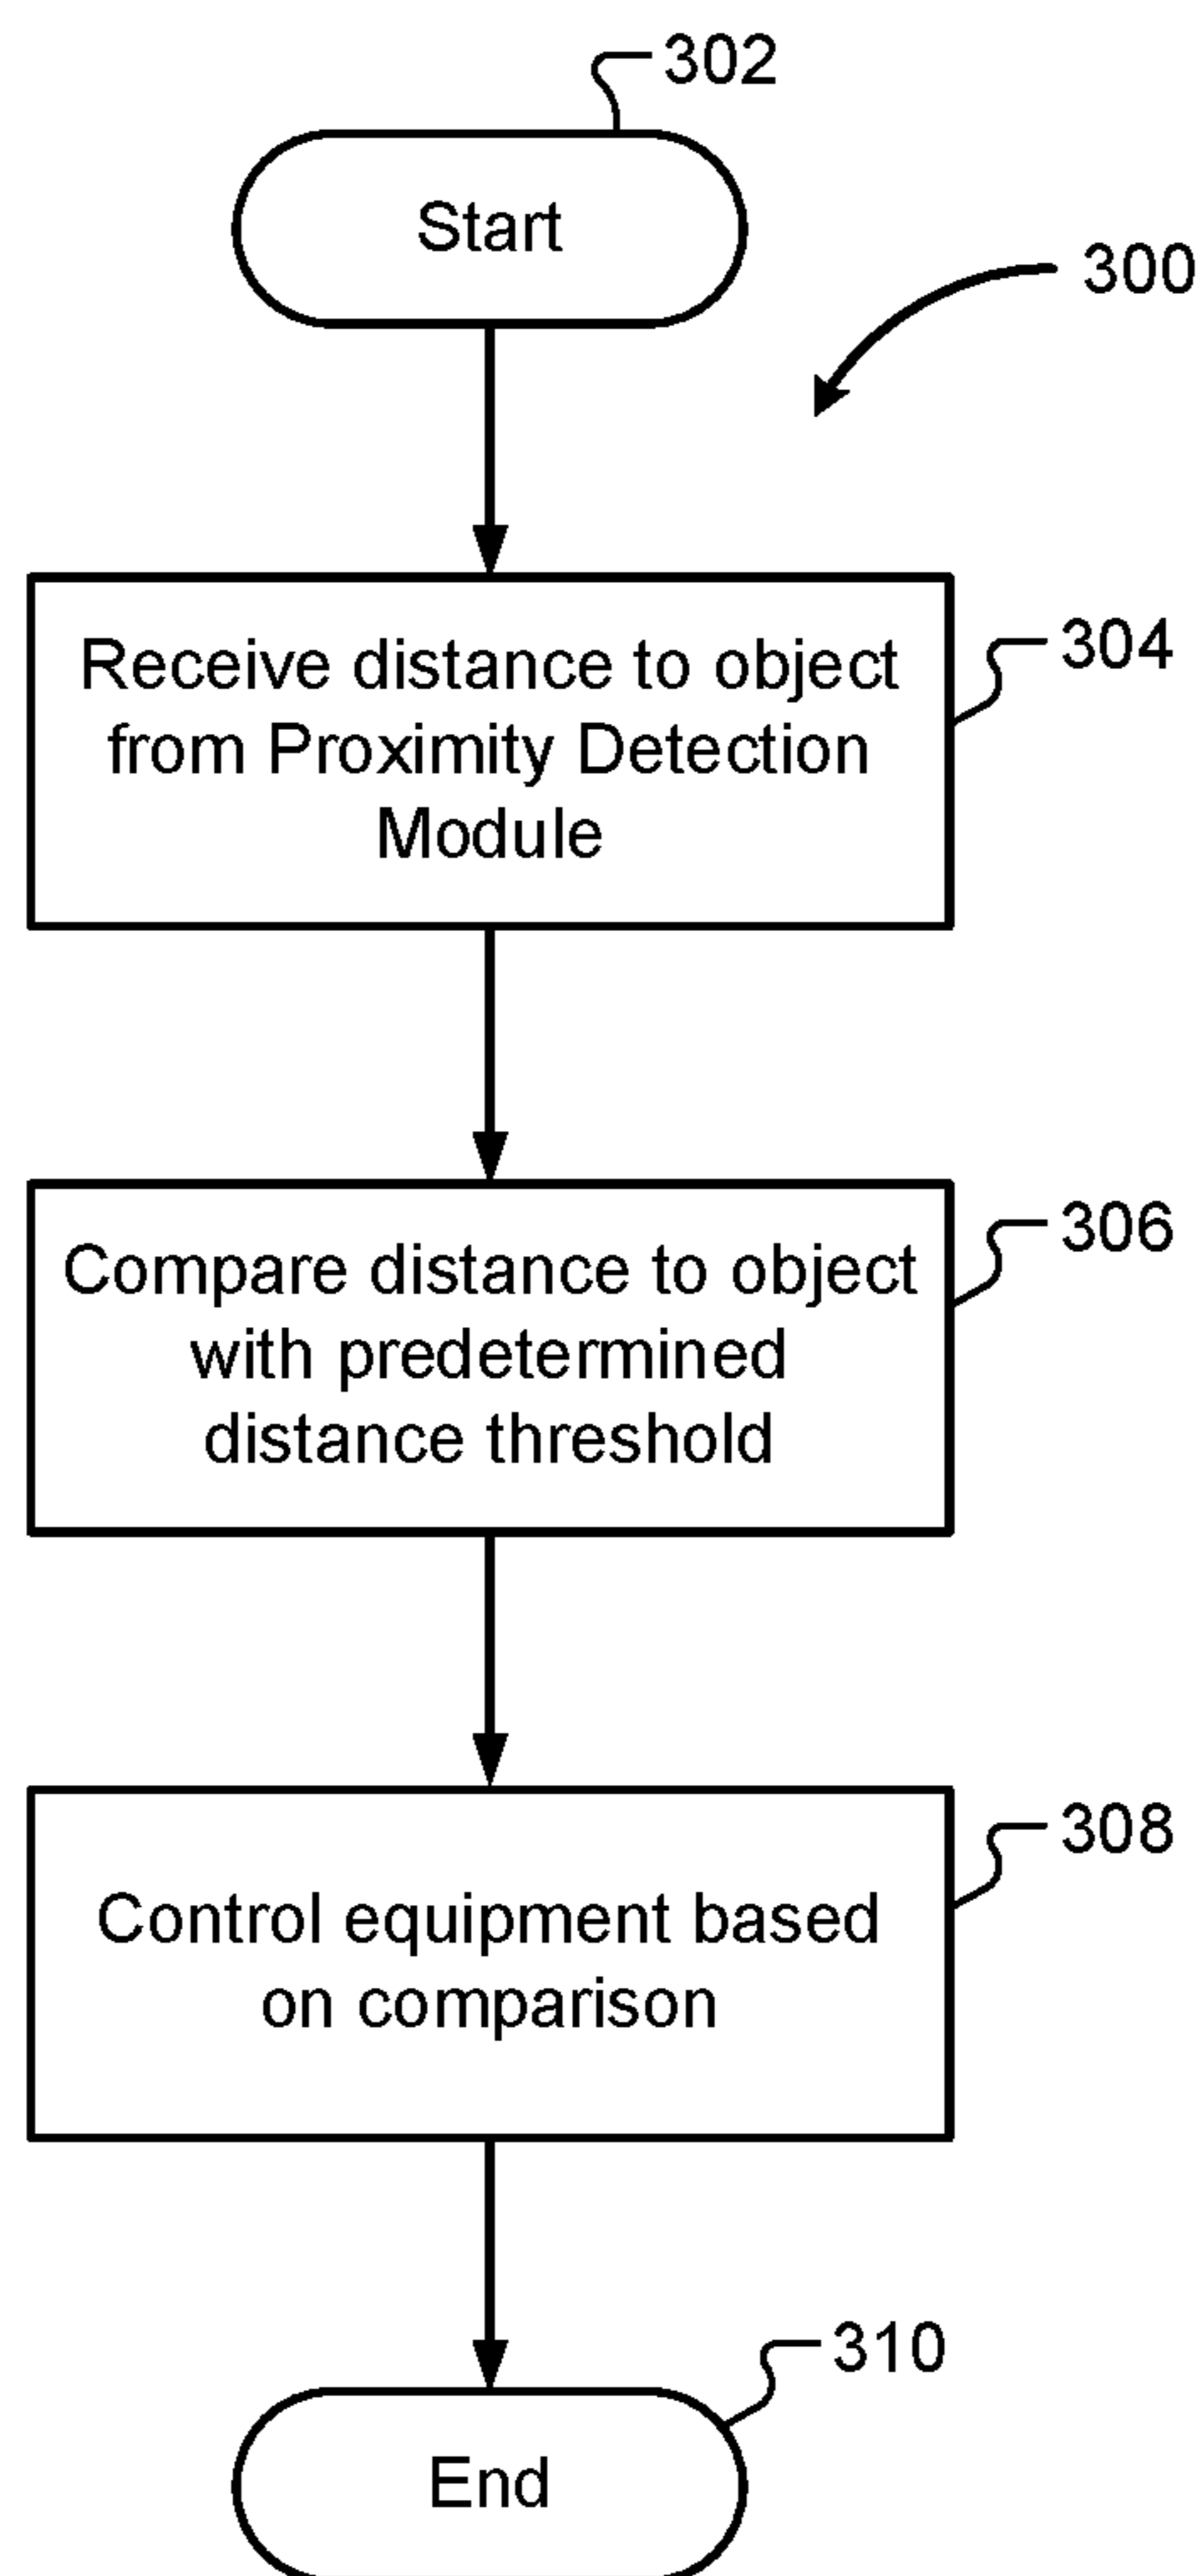 302
Start
300
Receive distance to object
from Proximity Detection
Module
304
Compare distance to object
with predetermined
distance threshold
306
Control equipment based
on comparison
308
310
End